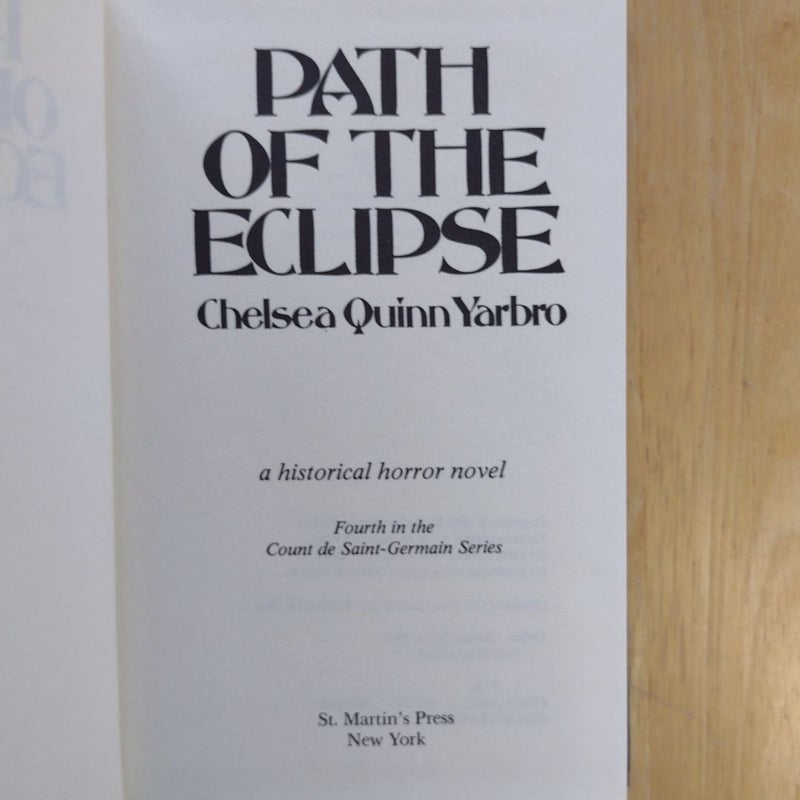 PATH
OF THE
ECLIPSE
Chelsea Quinn Yarbro
a historical horror novel
Fourth in the
Count de Saint-Germain Series
St. Martin's Press
New York